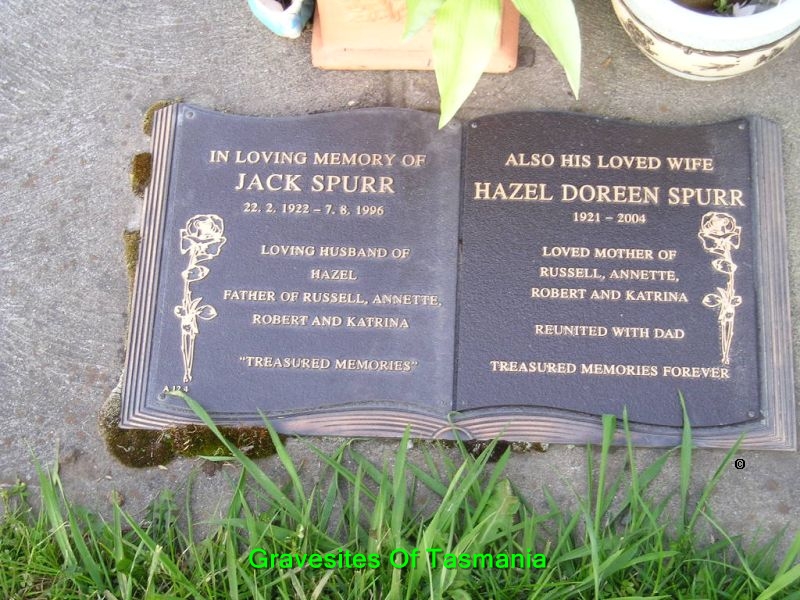 IN LOVING MEMORY OF
JACK SPURR
22. 2. 1922 – 7. 8. 1996
LOVING HUSBAND OF
HAZEL
FATHER OF RUSSELL, ANNETTE,
ROBERT AND KATRINA
"TREASURED MEMORIES"
A 12 4
ALSO HIS LOVED WIFE
HAZEL DOREEN SPURR
1921 – 2004
LOVED MOTHER OF
RUSSELL, ANNETTE,
ROBERT AND KATRINA
REUNITED WITH DAD
TREASURED MEMORIES FOREVER
©
Gravesites Of Tasmania